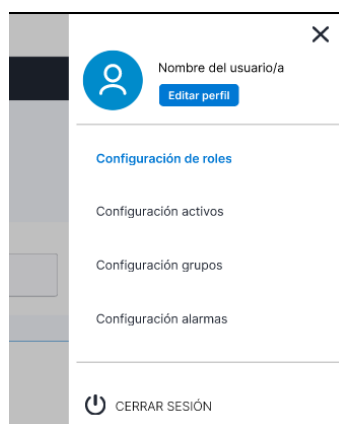 Nombre del usuario/a
Editar perfil
Configuración de roles
Configuración activos
Configuración grupos
Configuración alarmas
CERRAR SESIÓN